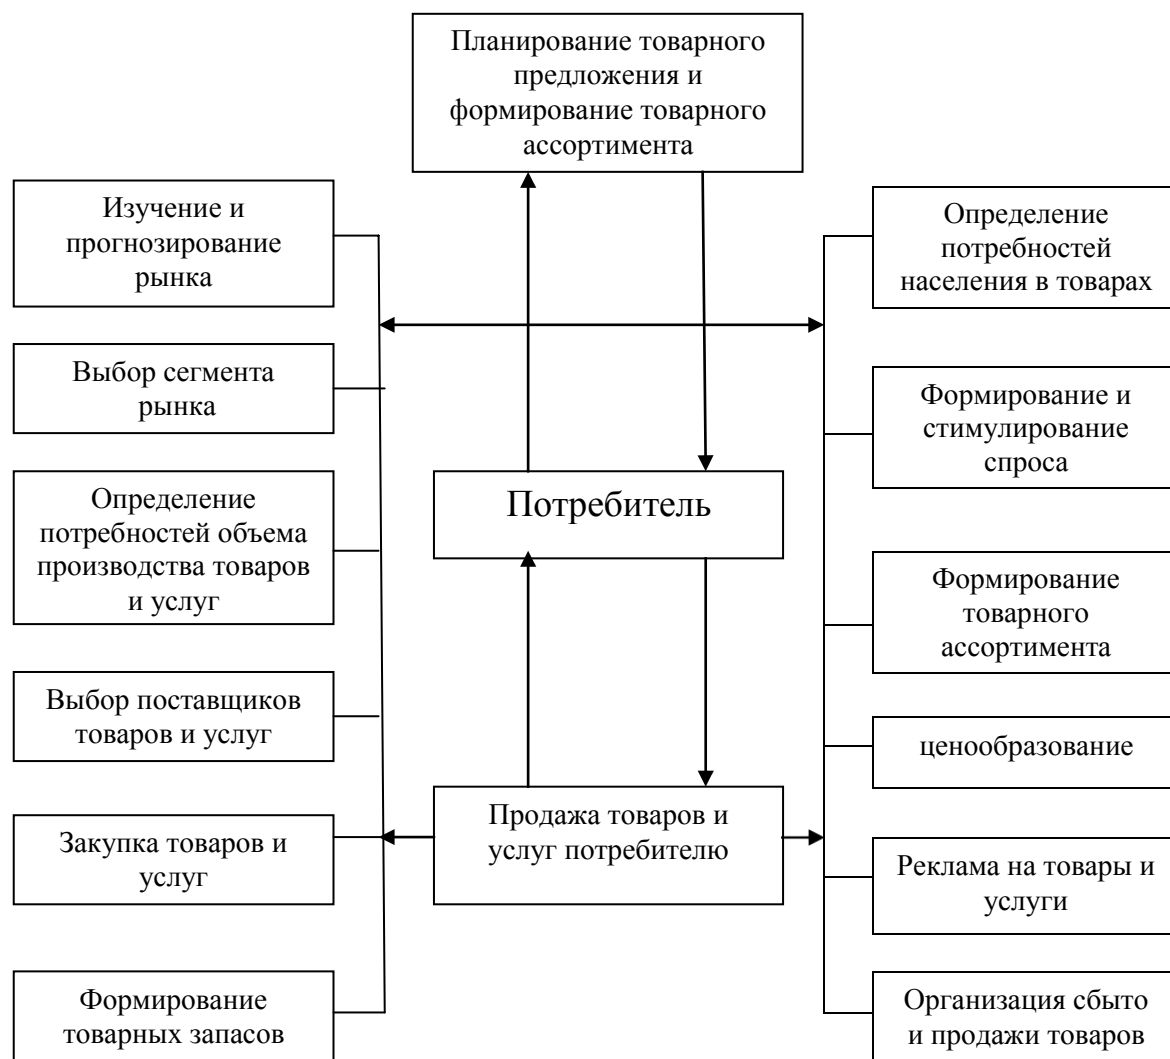 Планирование товарного
предложения и
формирование товарного
ассортимента
Изучение и
прогнозирование
рынка
Выбор сегмента
рынка
Определение
потребностей объема
производства товаров
и услуг
Выбор поставщиков
товаров и услуг
Закупка товаров и
услуг
Формирование
товарных запасов
Потребитель
Продажа товаров и
услуг потребителю
Определение
потребностей
населения в товарах
Формирование и
стимулирование
спроса
Формирование
товарного
ассортимента
ценообразование
Реклама на товары и
услуги
Организация сбыто
и продажи товаров